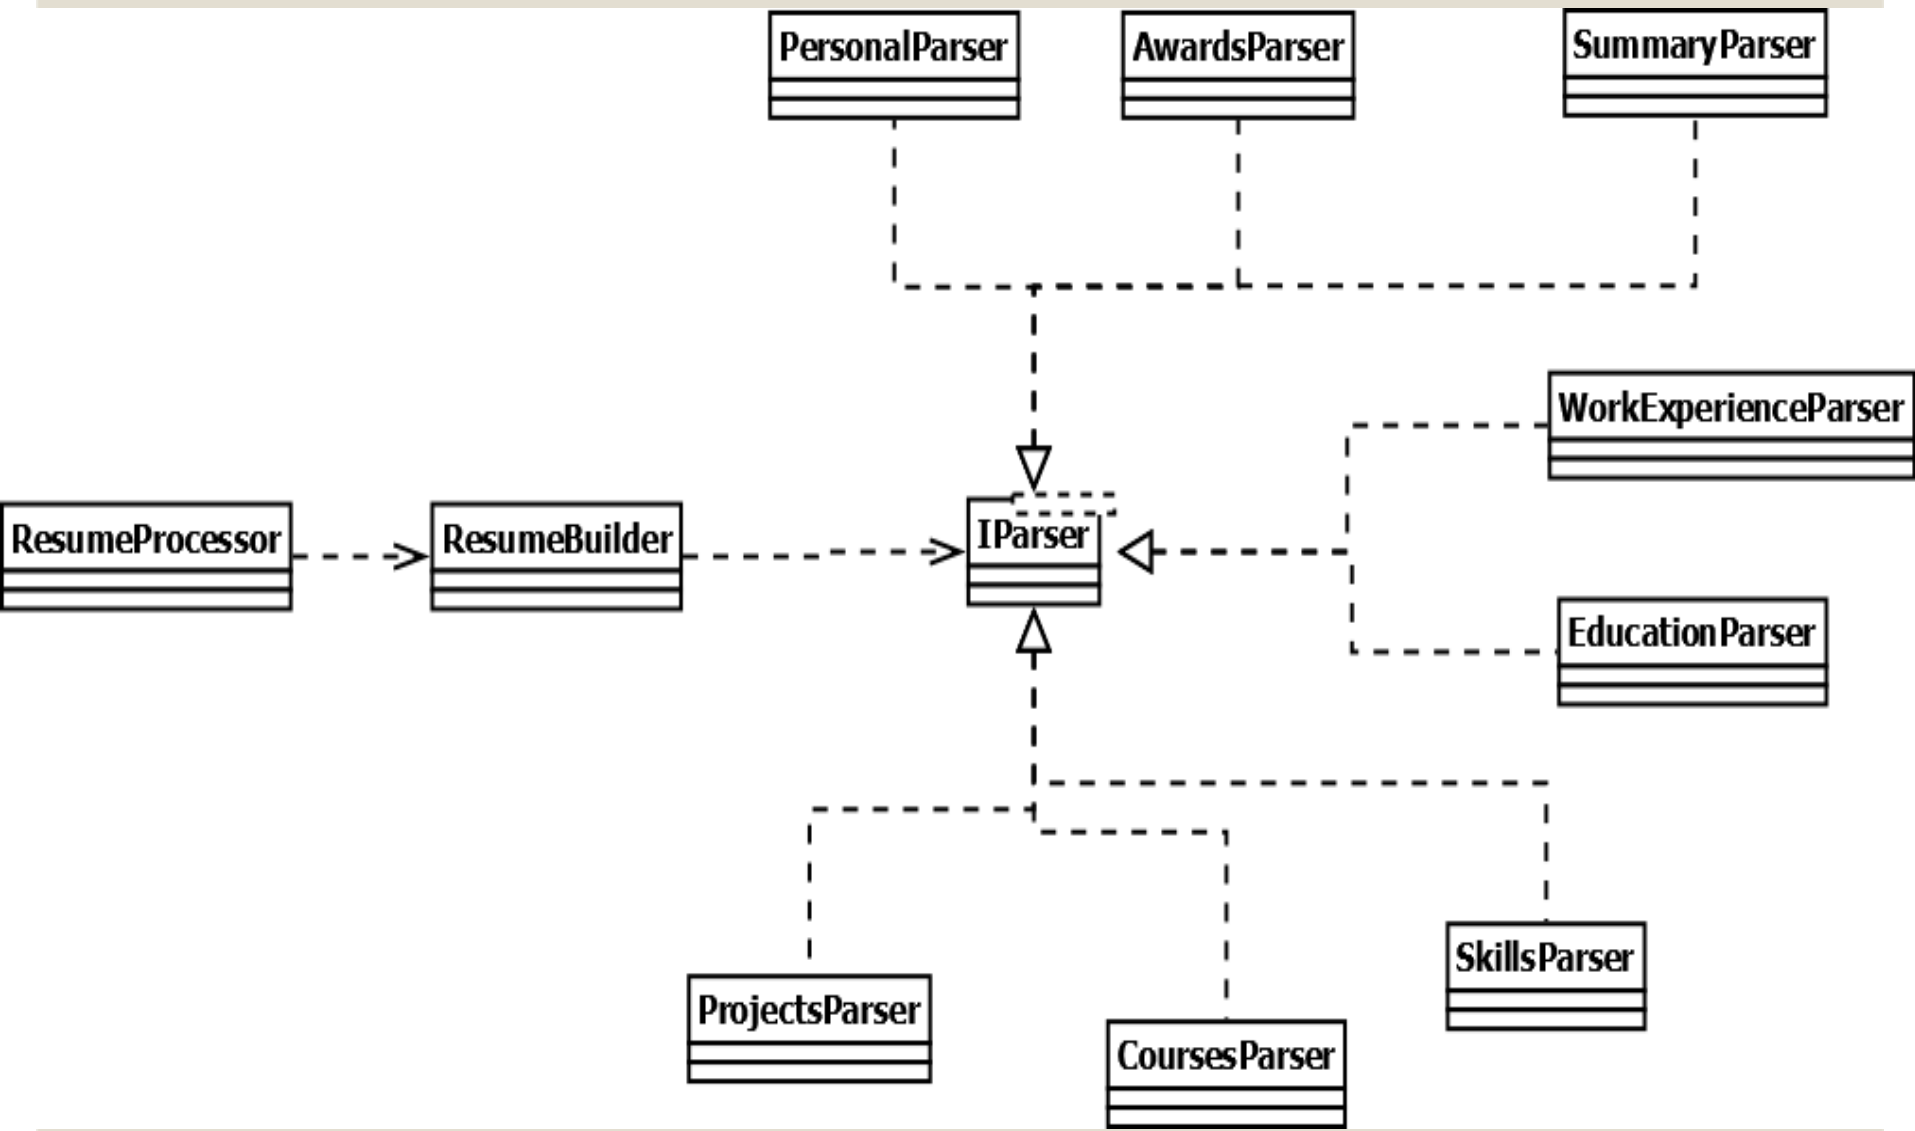 PersonalParser
AwardsParser
SummaryParser
WorkExperienceParser
ResumeProcessor
ResumeBuilder
IParser
EducationParser
SkillsParser
ProjectsParser
CoursesParser